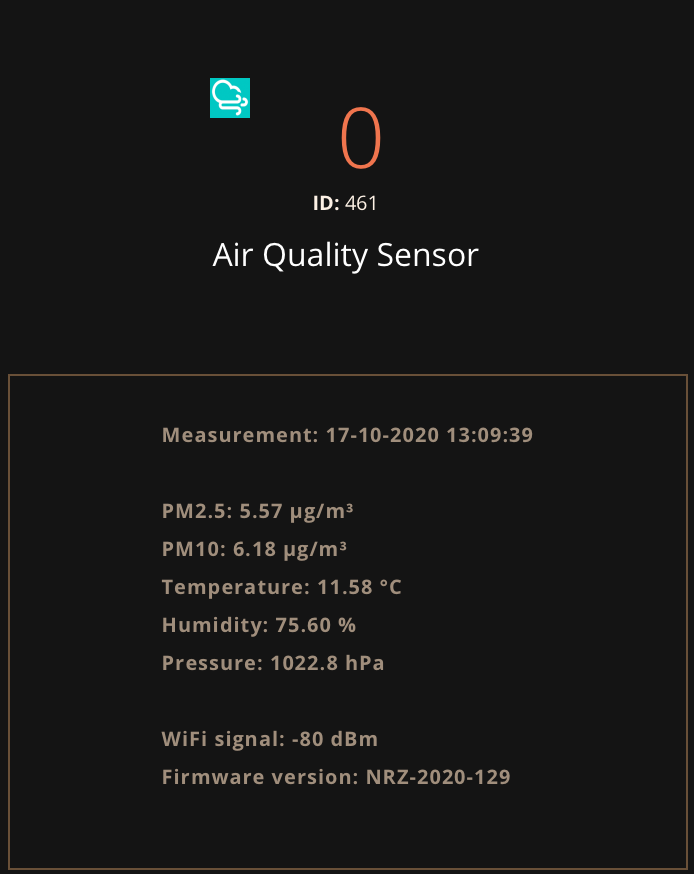 0
ID: 461
Air Quality Sensor
Measurement: 17-10-2020 13:09:39
PM2.5: 5.57 µg/m³
PM10: 6.18 µg/m³
Temperature: 11.58 °C
Humidity: 75.60 %
Pressure: 1022.8 hPa
WiFi signal: -80 dBm
Firmware version: NRZ-2020-129